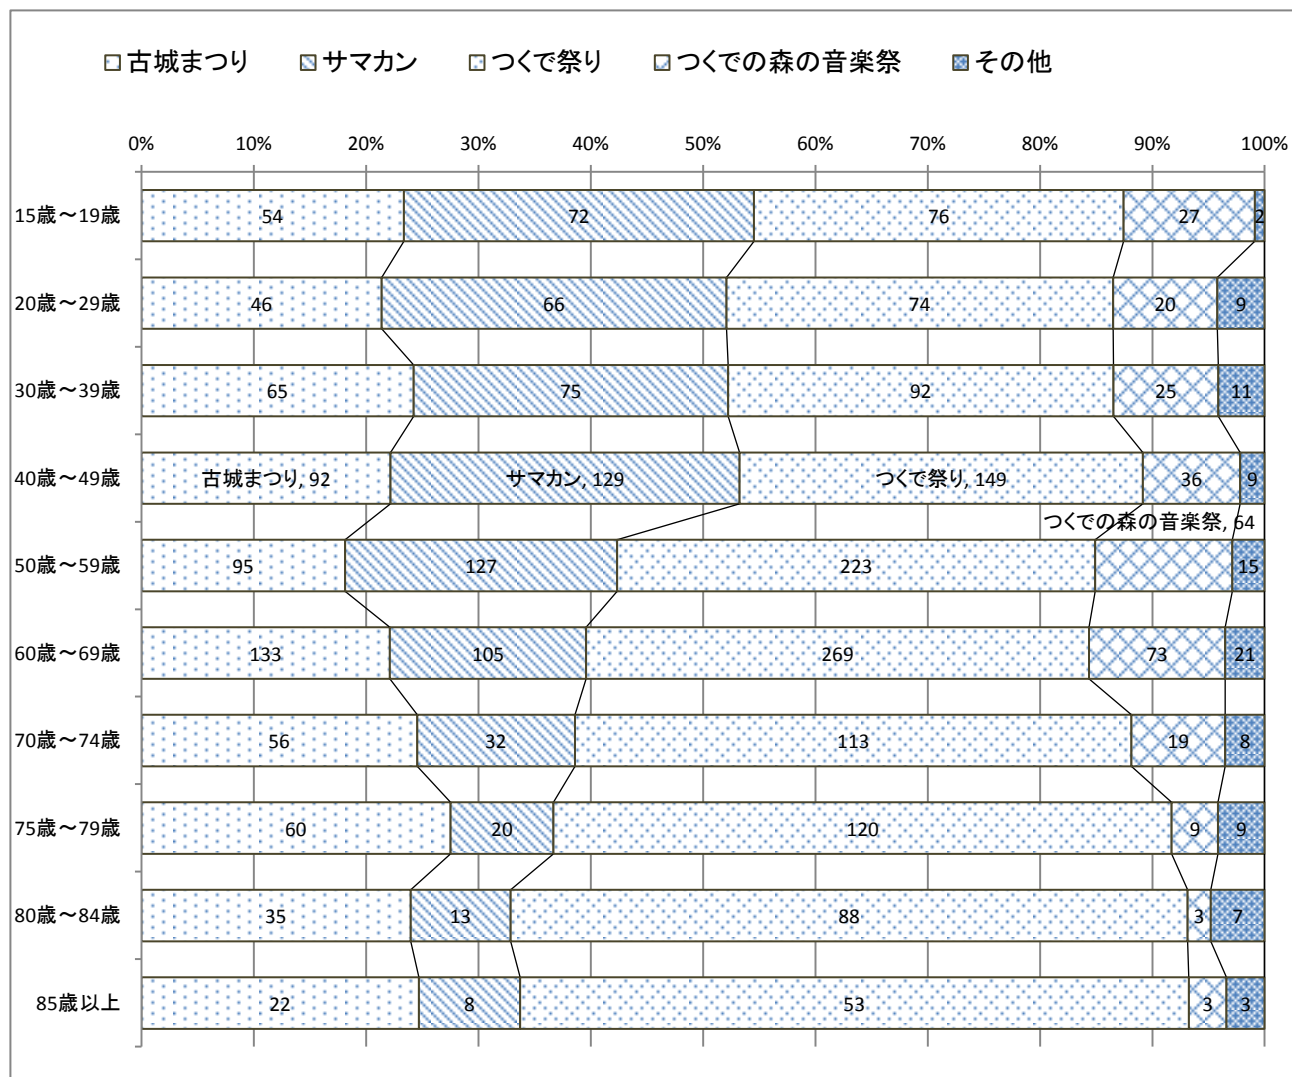 古城まつり サマカン つくで祭り つくでの森の音楽祭 その他
0% 10% 20% 30% 40% 50% 60% 70% 80% 90% 100%
15歳～19歳 54 72 76 27 2
20歳～29歳 46 66 74 20 9
30歳～39歳 65 75 92 25 11
40歳～49歳 古城まつり, 92 サマカン, 129 つくで祭り, 149 36 9
つくでの森の音楽祭, 64
50歳～59歳 95 127 223 15
60歳～69歳 133 105 269 73 21
70歳～74歳 56 32 113 19 8
75歳～79歳 60 20 120 9 9
80歳～84歳 35 13 88 3 7
85歳以上 22 8 53 3 3